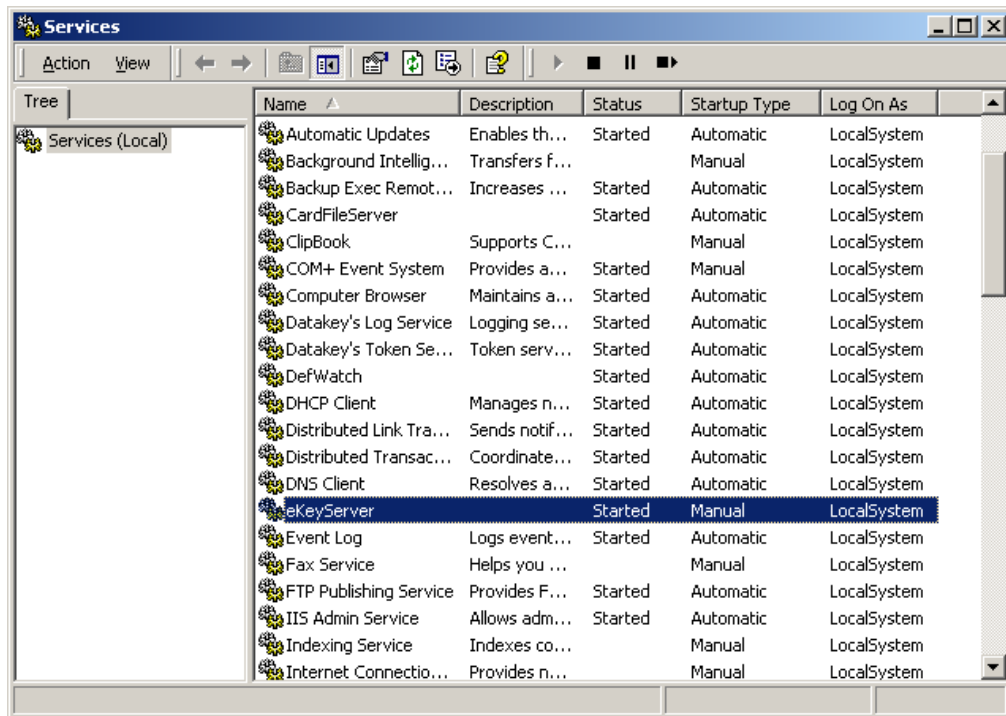 Services
Action View
Tree
Services (Local)
Name Description Status Startup Type Log On As
Automatic Updates Enables th... Started Automatic LocalSystem
Background Intellig... Transfers f... Manual LocalSystem
Backup Exec Remot... Increases ... Started Automatic LocalSystem
CardFileServer Started Automatic LocalSystem
ClipBook Supports C... Manual LocalSystem
COM+ Event System Provides a... Started Manual LocalSystem
Computer Browser Maintains a... Started Automatic LocalSystem
Datakey's Log Service Logging se... Started Automatic LocalSystem
Datakey's Token Se... Token serv... Started Automatic LocalSystem
DefWatch Started Automatic LocalSystem
DHCP Client Manages n... Started Automatic LocalSystem
Distributed Link Tra... Sends notif... Started Automatic LocalSystem
Distributed Transac... Coordinate... Started Automatic LocalSystem
DNS Client Resolves a... Started Automatic LocalSystem
eKeyServer Started Manual LocalSystem
Event Log Logs event... Started Automatic LocalSystem
Fax Service Helps you ... Manual LocalSystem
FTP Publishing Service Provides F... Started Automatic LocalSystem
IIS Admin Service Allows adm... Started Automatic LocalSystem
Indexing Service Indexes co... Manual LocalSystem
Internet Connectio... Provides n... Manual LocalSystem